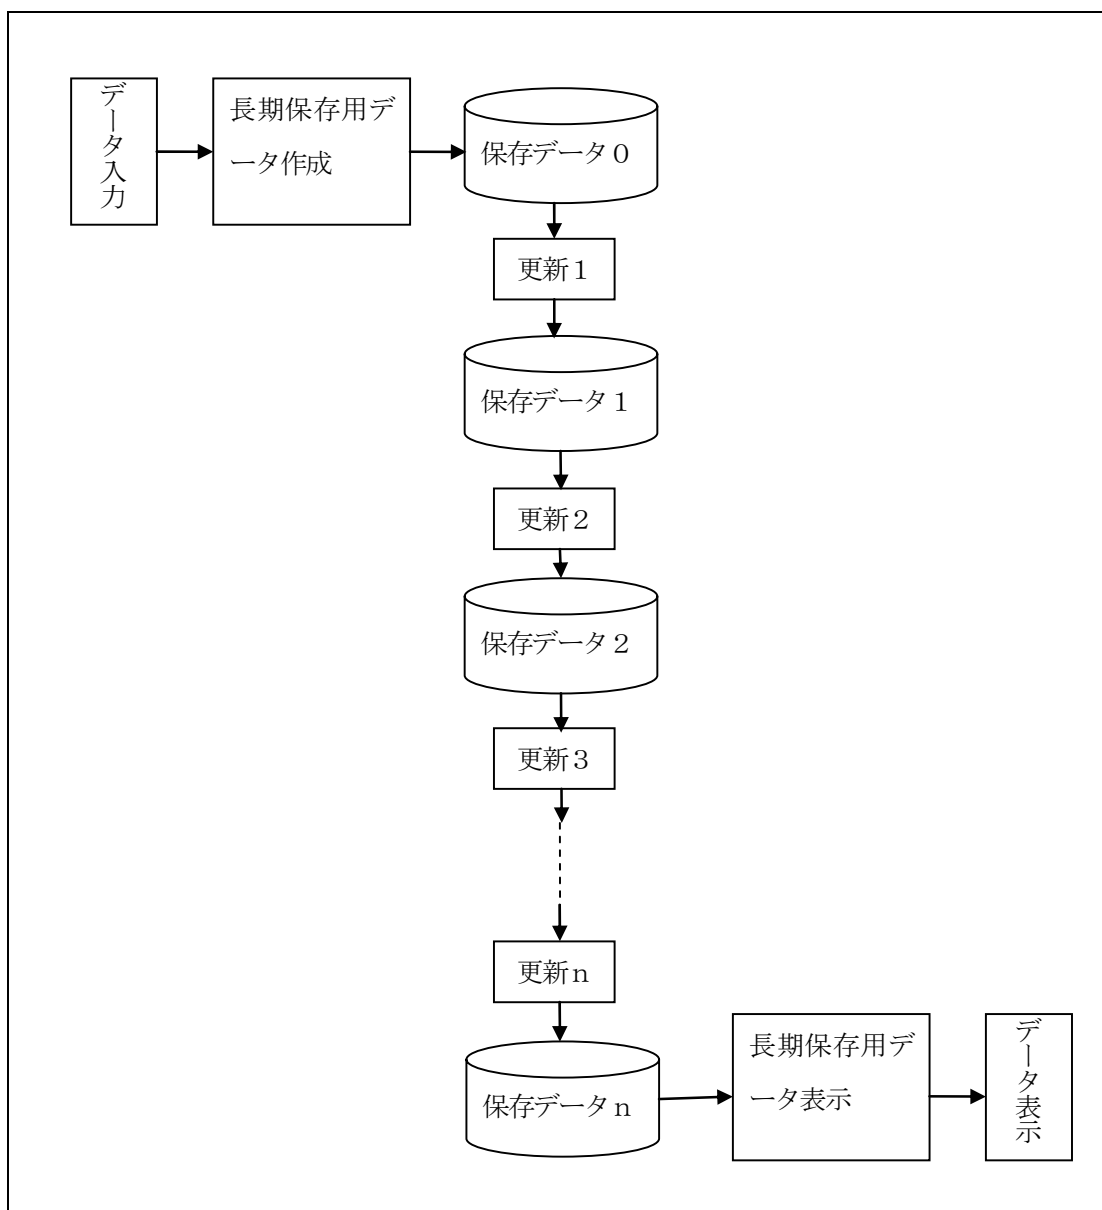 データ入力
長期保存用デ
ータ作成
保存データ０
更新１
保存データ１
更新２
保存データ２
更新３
更新ｎ
保存データｎ
長期保存用デ
ータ表示
データ表示